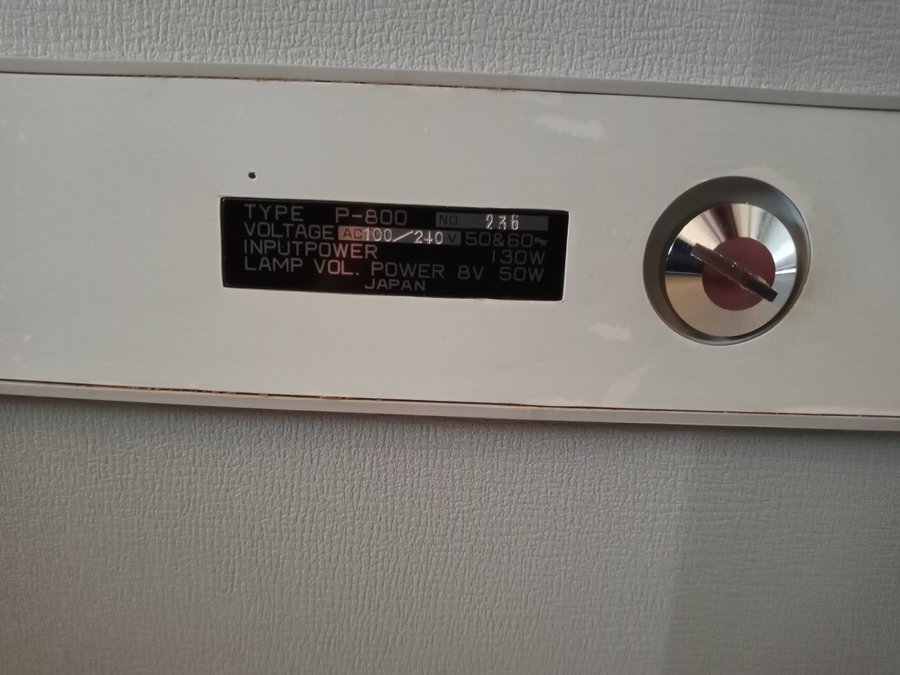 TYPE P-800 NO. 236
VOLTAGE AC100/240V 50&60~
INPUTPOWER 130W
LAMP VOL. POWER 8V 50W
JAPAN